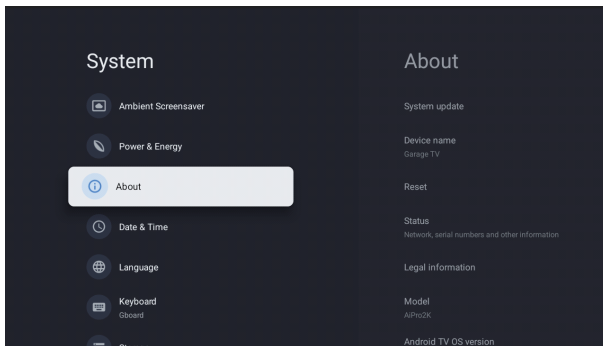 System
Ambient Screensaver
Power & Energy
About
Date & Time
Language
Keyboard
Gboard
About
System update
Device name
Garage TV
Reset
Status
Network, serial numbers and other information
Legal information
Model
AiPro2K
Android TV OS version